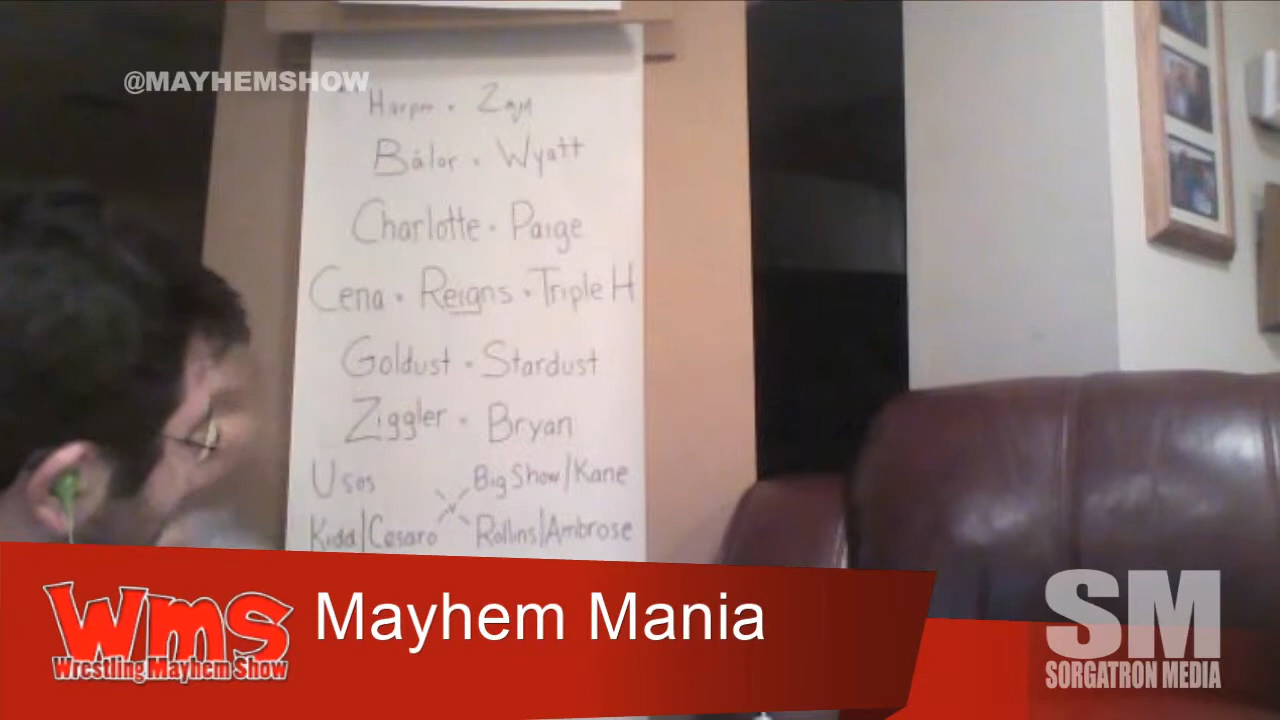 @MAYHEMSHOW
Harper • Zayn
Bálor • Wyatt
Charlotte • Paige
Cena • Reigns • Triple H
Goldust • Stardust
Ziggler • Bryan
Usos Big Show/Kane
Kidd/Cesaro Rollins/Ambrose
WMS
Wrestling Mayhem Show
Mayhem Mania
SM
SORGATRON MEDIA